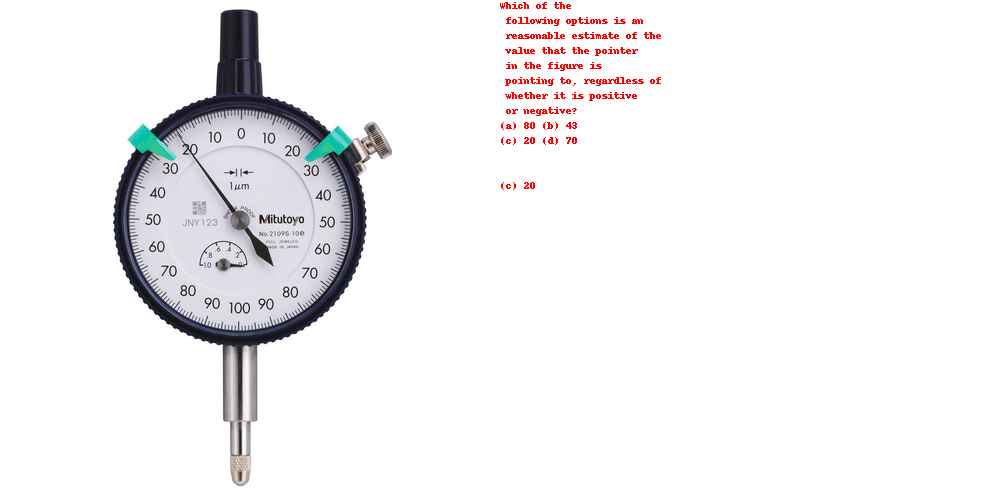 0
10 10
20 20
30 30
1µm
40 40
SHOCK PROOF
JNY123
Mitutoyo
50 50
No.2109S-10
FULL JEWELED
MADE IN JAPAN
60 60
.8 .6 .4 .2
1.0 0
70 70
80 80
90 100 90
Which of the
following options is an
reasonable estimate of the
value that the pointer
in the figure is
pointing to, regardless of
whether it is positive
or negative?
(a) 80 (b) 43
(c) 20 (d) 70
(c) 20